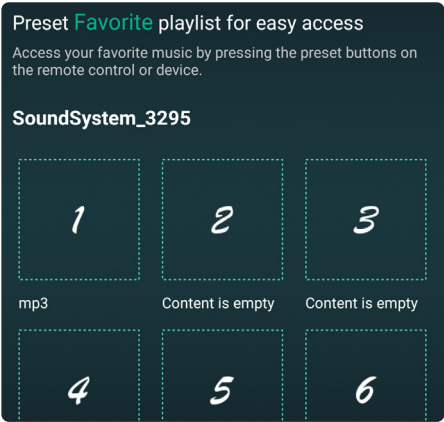 Preset Favorite playlist for easy access
Access your favorite music by pressing the preset buttons on
the remote control or device.
SoundSystem_3295
1 2 3
mp3 Content is empty Content is empty
4 5 6